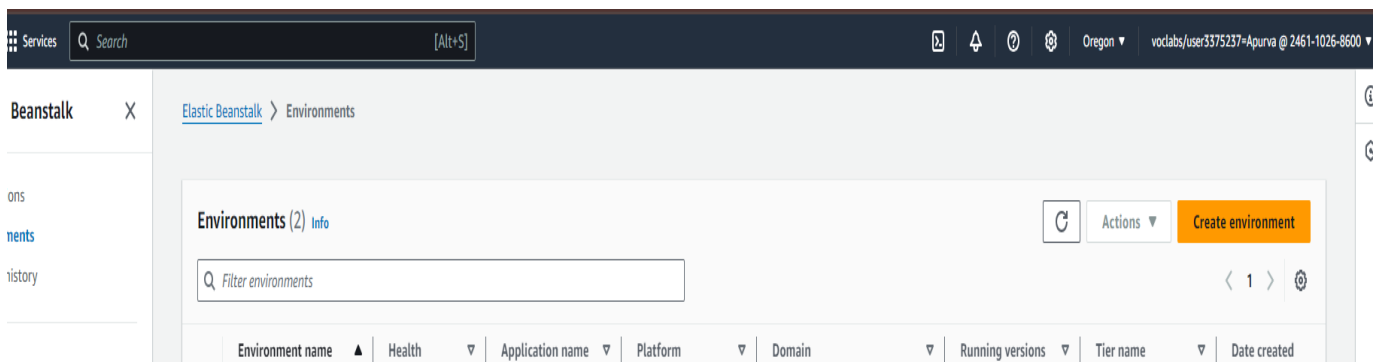 Services
Search
[Alt+S]
Oregon
voclabs/user3375237=Apurva @ 2461-1026-8600
Beanstalk
Elastic Beanstalk > Environments
ons
ments
history
Environments (2) Info
Actions
Create environment
Filter environments
1
Environment name
Health
Application name
Platform
Domain
Running versions
Tier name
Date created